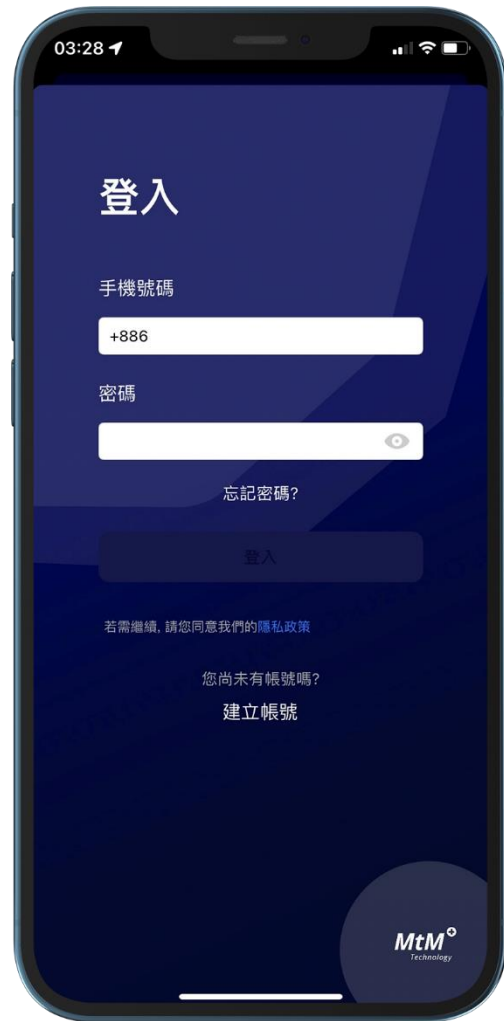 03:28
登入
手機號碼
+886
密碼
忘記密碼?
登入
若需繼續, 請您同意我們的隱私政策
您尚未有帳號嗎?
建立帳號
MtM+
Technology